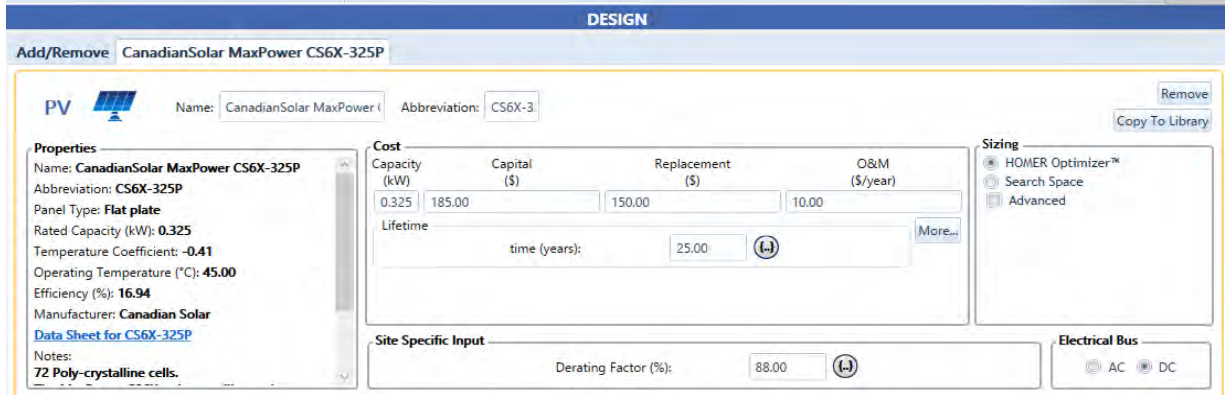 DESIGN
Add/Remove CanadianSolar MaxPower CS6X-325P
PV Name: CanadianSolar MaxPower ( Abbreviation: CS6X-3.
Remove
Copy To Library
Properties
Name: CanadianSolar MaxPower CS6X-325P
Abbreviation: CS6X-325P
Panel Type: Flat plate
Rated Capacity (kW): 0.325
Temperature Coefficient: -0.41
Operating Temperature (°C): 45.00
Efficiency (%): 16.94
Manufacturer: Canadian Solar
Data Sheet for CS6X-325P
Notes:
72 Poly-crystalline cells.
Cost
Capacity (kW) Capital ($) Replacement ($) O&M ($/year)
0.325 185.00 150.00 10.00
Lifetime
time (years): 25.00 {..}
More...
Sizing
HOMER Optimizer™
Search Space
Advanced
Site Specific Input
Derating Factor (%): 88.00 {..}
Electrical Bus
AC DC